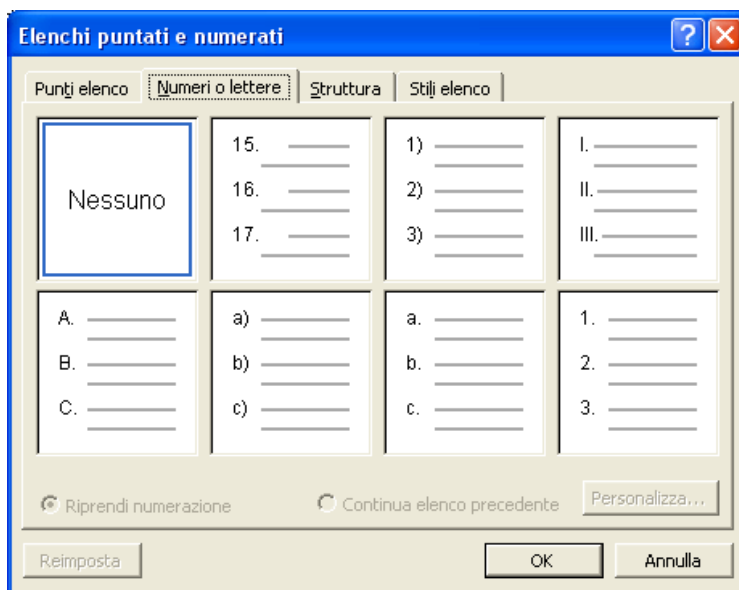 Elenchi puntati e numerati
Punti elenco Numeri o lettere Struttura Stili elenco
Nessuno
15.
16.
17.
1)
2)
3)
I.
II.
III.
A.
B.
C.
a)
b)
c)
a.
b.
c.
1.
2.
3.
Riprendi numerazione Continua elenco precedente Personalizza...
Reimposta OK Annulla